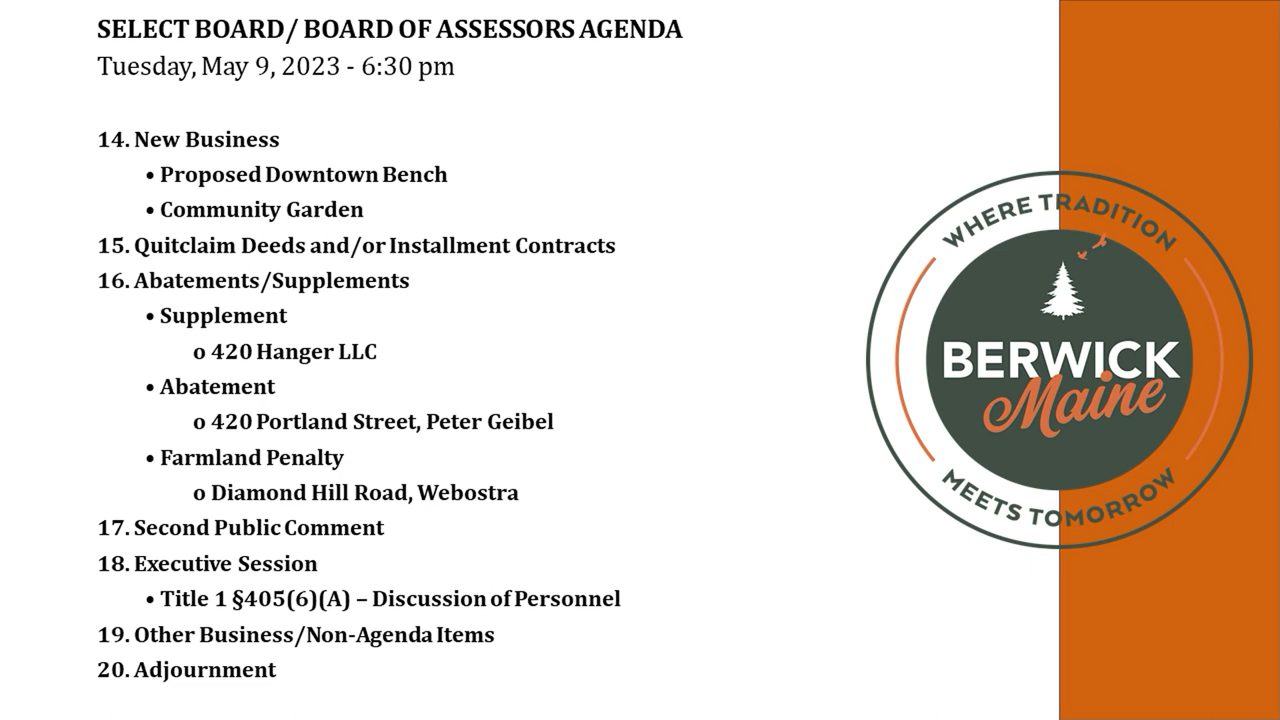 SELECT BOARD/ BOARD OF ASSESSORS AGENDA
Tuesday, May 9, 2023 - 6:30 pm
14. New Business
• Proposed Downtown Bench
• Community Garden
15. Quitclaim Deeds and/or Installment Contracts
16. Abatements/Supplements
• Supplement
o 420 Hanger LLC
• Abatement
o 420 Portland Street, Peter Geibel
• Farmland Penalty
o Diamond Hill Road, Webostra
17. Second Public Comment
18. Executive Session
• Title 1 §405(6)(A) – Discussion of Personnel
19. Other Business/Non-Agenda Items
20. Adjournment
WHERE TRADITION
BERWICK
Maine
MEETS TOMORROW